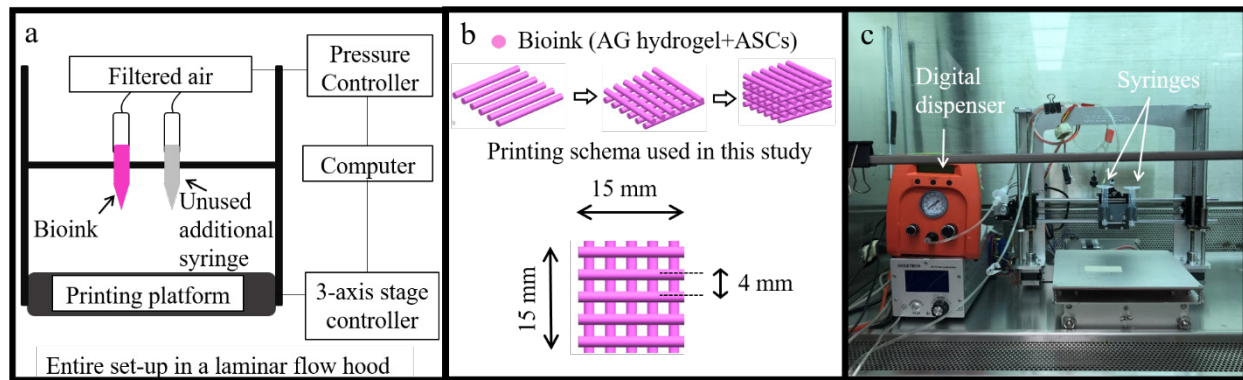 a
Filtered air
Pressure
Controller
Computer
Bioink
Unused
additional
syringe
Printing platform
3-axis stage
controller
Entire set-up in a laminar flow hood
b
Bioink (AG hydrogel+ASCs)
Printing schema used in this study
15 mm
15 mm
4 mm
c
Digital
dispenser
Syringes